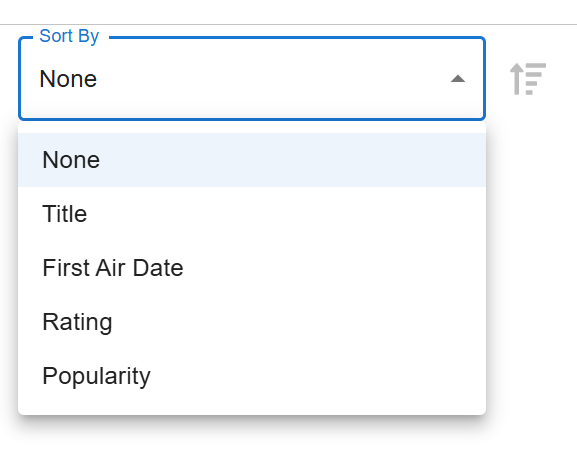 Sort By
None
None
Title
First Air Date
Rating
Popularity